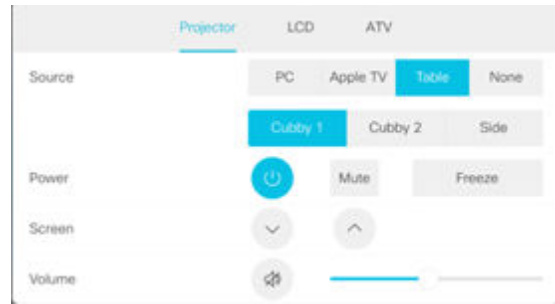 Projector LCD ATV
Source PC Apple TV Table None
Cubby 1 Cubby 2 Side
Power Mute Freeze
Screen
Volume